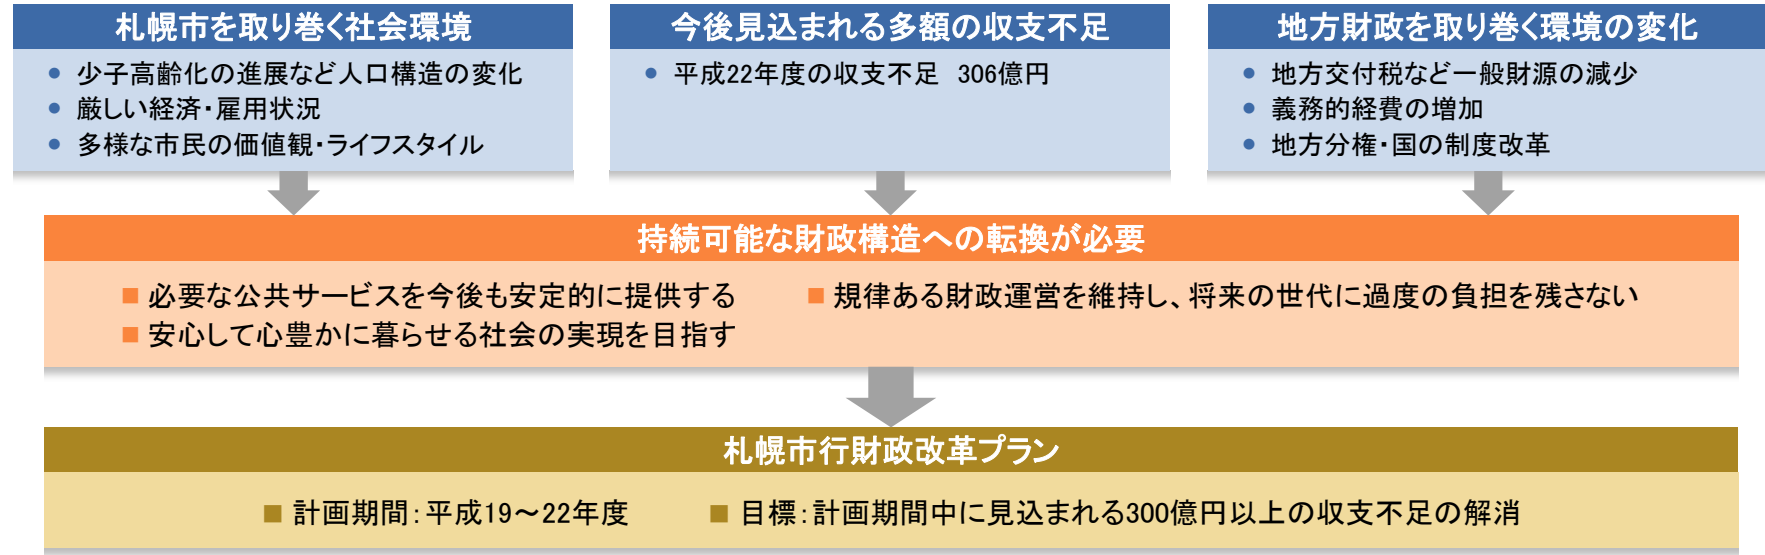 札幌市を取り巻く社会環境
● 少子高齢化の進展など人口構造の変化
● 厳しい経済・雇用状況
● 多様な市民の価値観・ライフスタイル
今後見込まれる多額の収支不足
● 平成22年度の収支不足　306億円
地方財政を取り巻く環境の変化
● 地方交付税など一般財源の減少
● 義務的経費の増加
● 地方分権・国の制度改革
持続可能な財政構造への転換が必要
■ 必要な公共サービスを今後も安定的に提供する
■ 安心して心豊かに暮らせる社会の実現を目指す
■ 規律ある財政運営を維持し、将来の世代に過度の負担を残さない
札幌市行財政改革プラン
■ 計画期間：平成19～22年度
■ 目標：計画期間中に見込まれる300億円以上の収支不足の解消